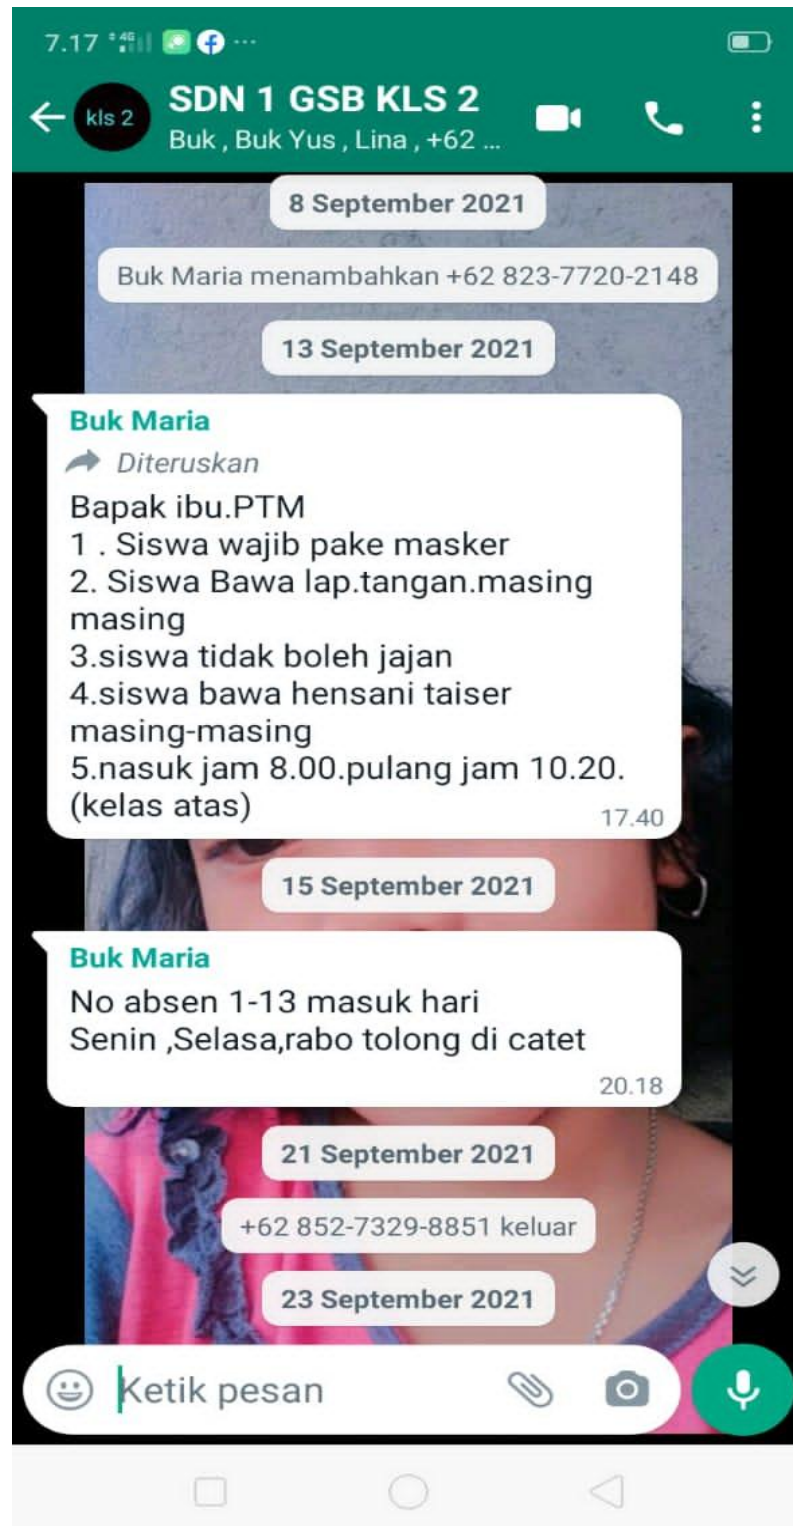 7.17
kls 2
SDN 1 GSB KLS 2
Buk , Buk Yus , Lina , +62 ...
8 September 2021
Buk Maria menambahkan +62 823-7720-2148
13 September 2021
Buk Maria
Diteruskan
Bapak ibu.PTM
1 . Siswa wajib pake masker
2. Siswa Bawa lap.tangan.masing
masing
3.siswa tidak boleh jajan
4.siswa bawa hensani taiser
masing-masing
5.nasuk jam 8.00.pulang jam 10.20.
(kelas atas)
17.40
15 September 2021
Buk Maria
No absen 1-13 masuk hari
Senin ,Selasa,rabo tolong di catet
20.18
21 September 2021
+62 852-7329-8851 keluar
23 September 2021
Ketik pesan